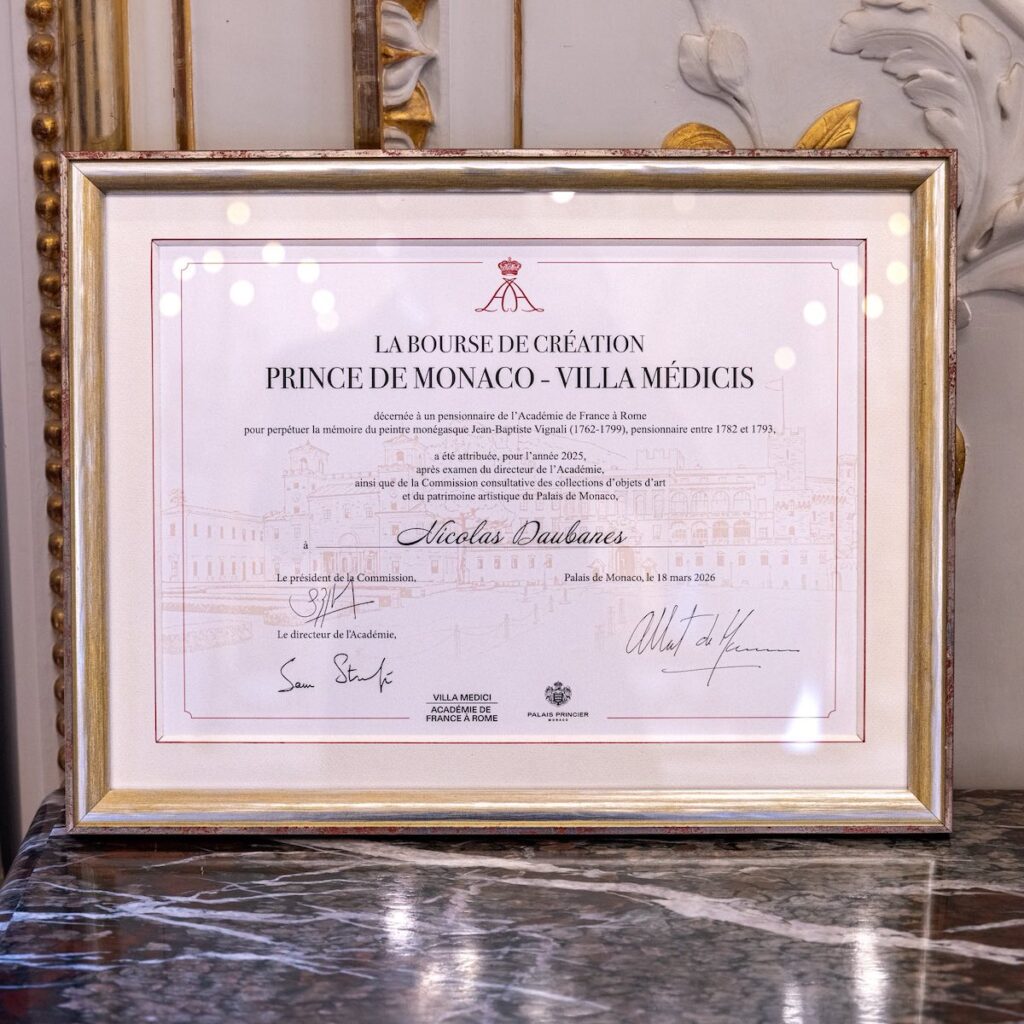 LA BOURSE DE CRÉATION
PRINCE DE MONACO - VILLA MÉDICIS
décernée à un pensionnaire de l'Académie de France à Rome
pour perpétuer la mémoire du peintre monégasque Jean-Baptiste Vignali (1762-1799), pensionnaire entre 1782 et 1793,
a été attribuée, pour l'année 2025,
après examen du directeur de l'Académie,
ainsi que de la Commission consultative des collections d'objets d'art
et du patrimoine artistique du Palais de Monaco,
à Nicolas Daubanes
Le président de la Commission,
Palais de Monaco, le 18 mars 2026
Le directeur de l'Académie,
VILLA MEDICI
ACADÉMIE DE
FRANCE À ROME
PALAIS PRINCIER
MONACO